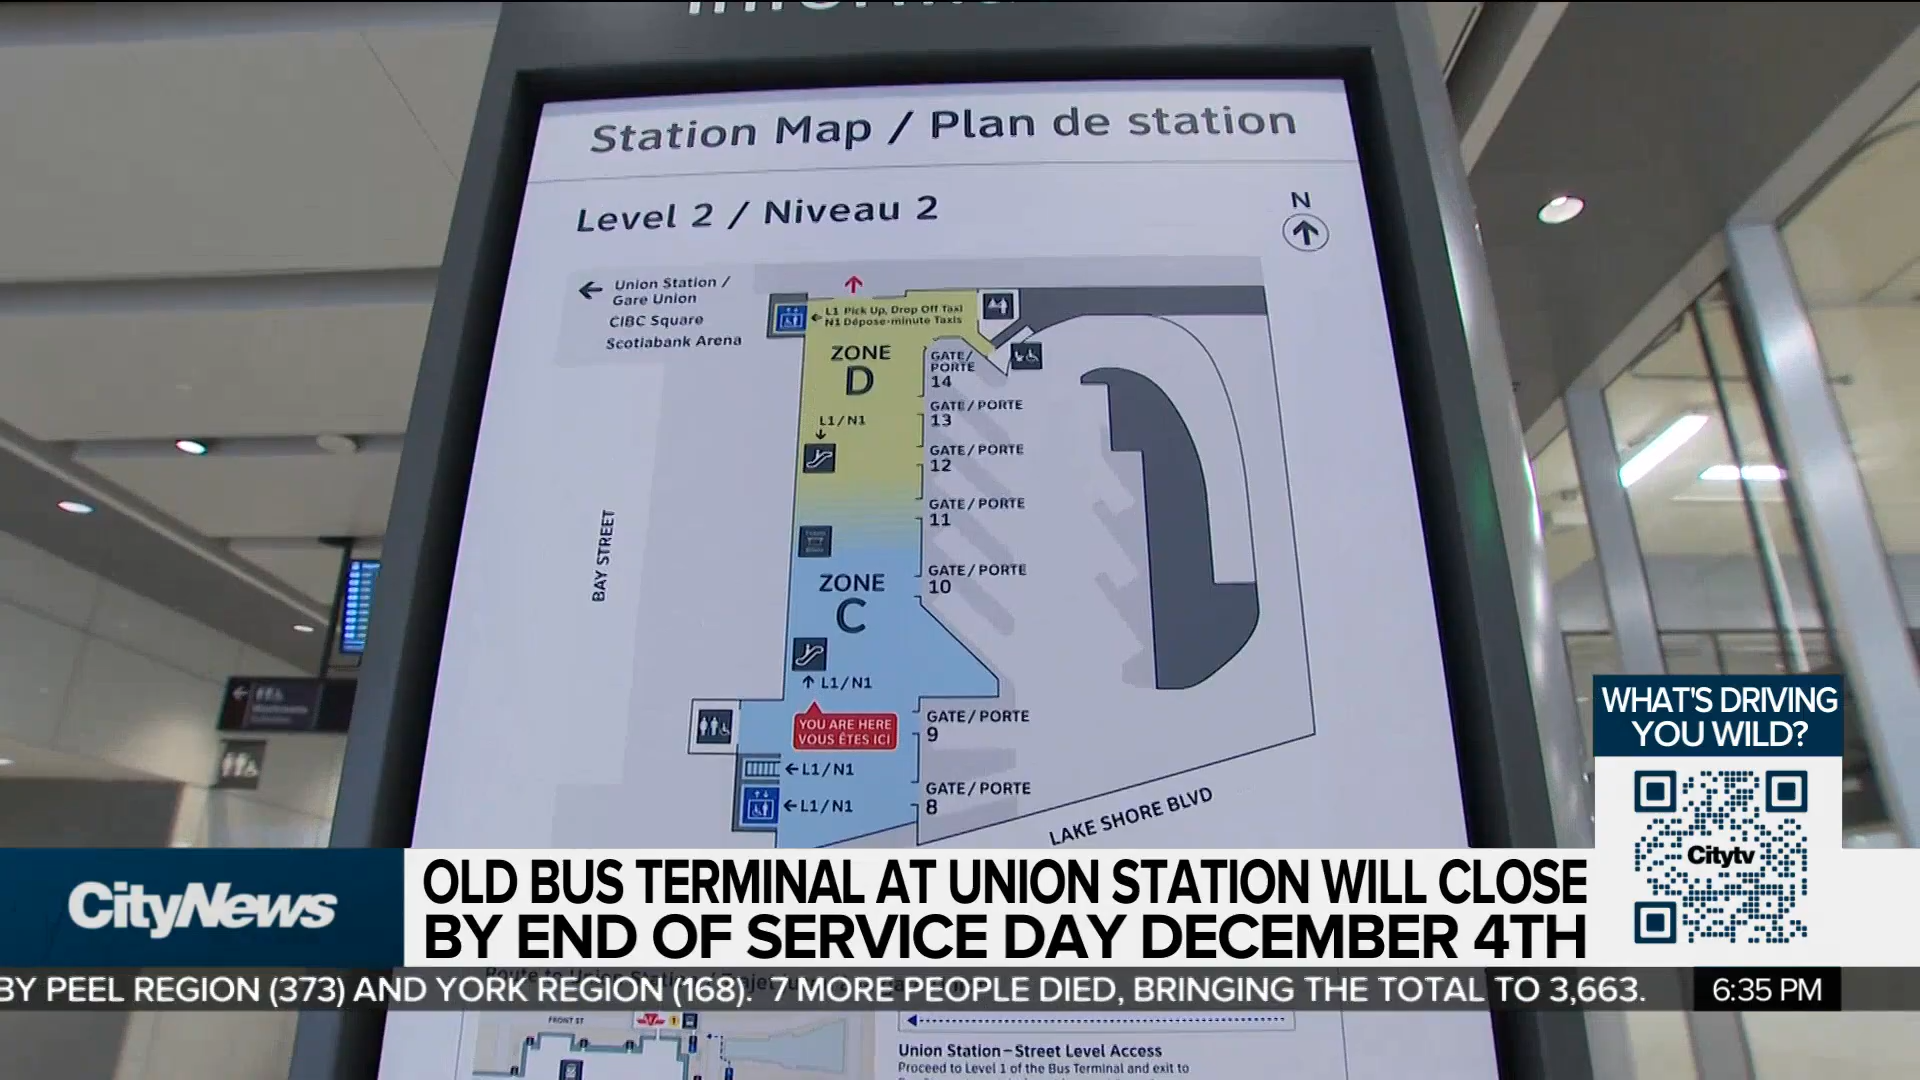 Station Map / Plan de station
Level 2 / Niveau 2
N
Union Station /
Gare Union
CIBC Square
Scotiabank Arena
L1 Pick Up, Drop Off Taxi
N1 Dépose-minute Taxis
ZONE
D
GATE/
PORTE
14
GATE/PORTE
13
L1/N1
GATE/PORTE
12
GATE/PORTE
11
BAY STREET
ZONE
C
GATE/PORTE
10
L1/N1
YOU ARE HERE
VOUS ÊTES ICI
GATE/PORTE
9
L1/N1
GATE/PORTE
8
L1/N1
LAKE SHORE BLVD
WHAT'S DRIVING
YOU WILD?
Citytv
CityNews
OLD BUS TERMINAL AT UNION STATION WILL CLOSE
BY END OF SERVICE DAY DECEMBER 4TH
BY PEEL REGION (373) AND YORK REGION (168). 7 MORE PEOPLE DIED, BRINGING THE TOTAL TO 3,663.
6:35 PM
FRONT ST
1
Union Station – Street Level Access
Proceed to Level 1 of the Bus Terminal and exit to